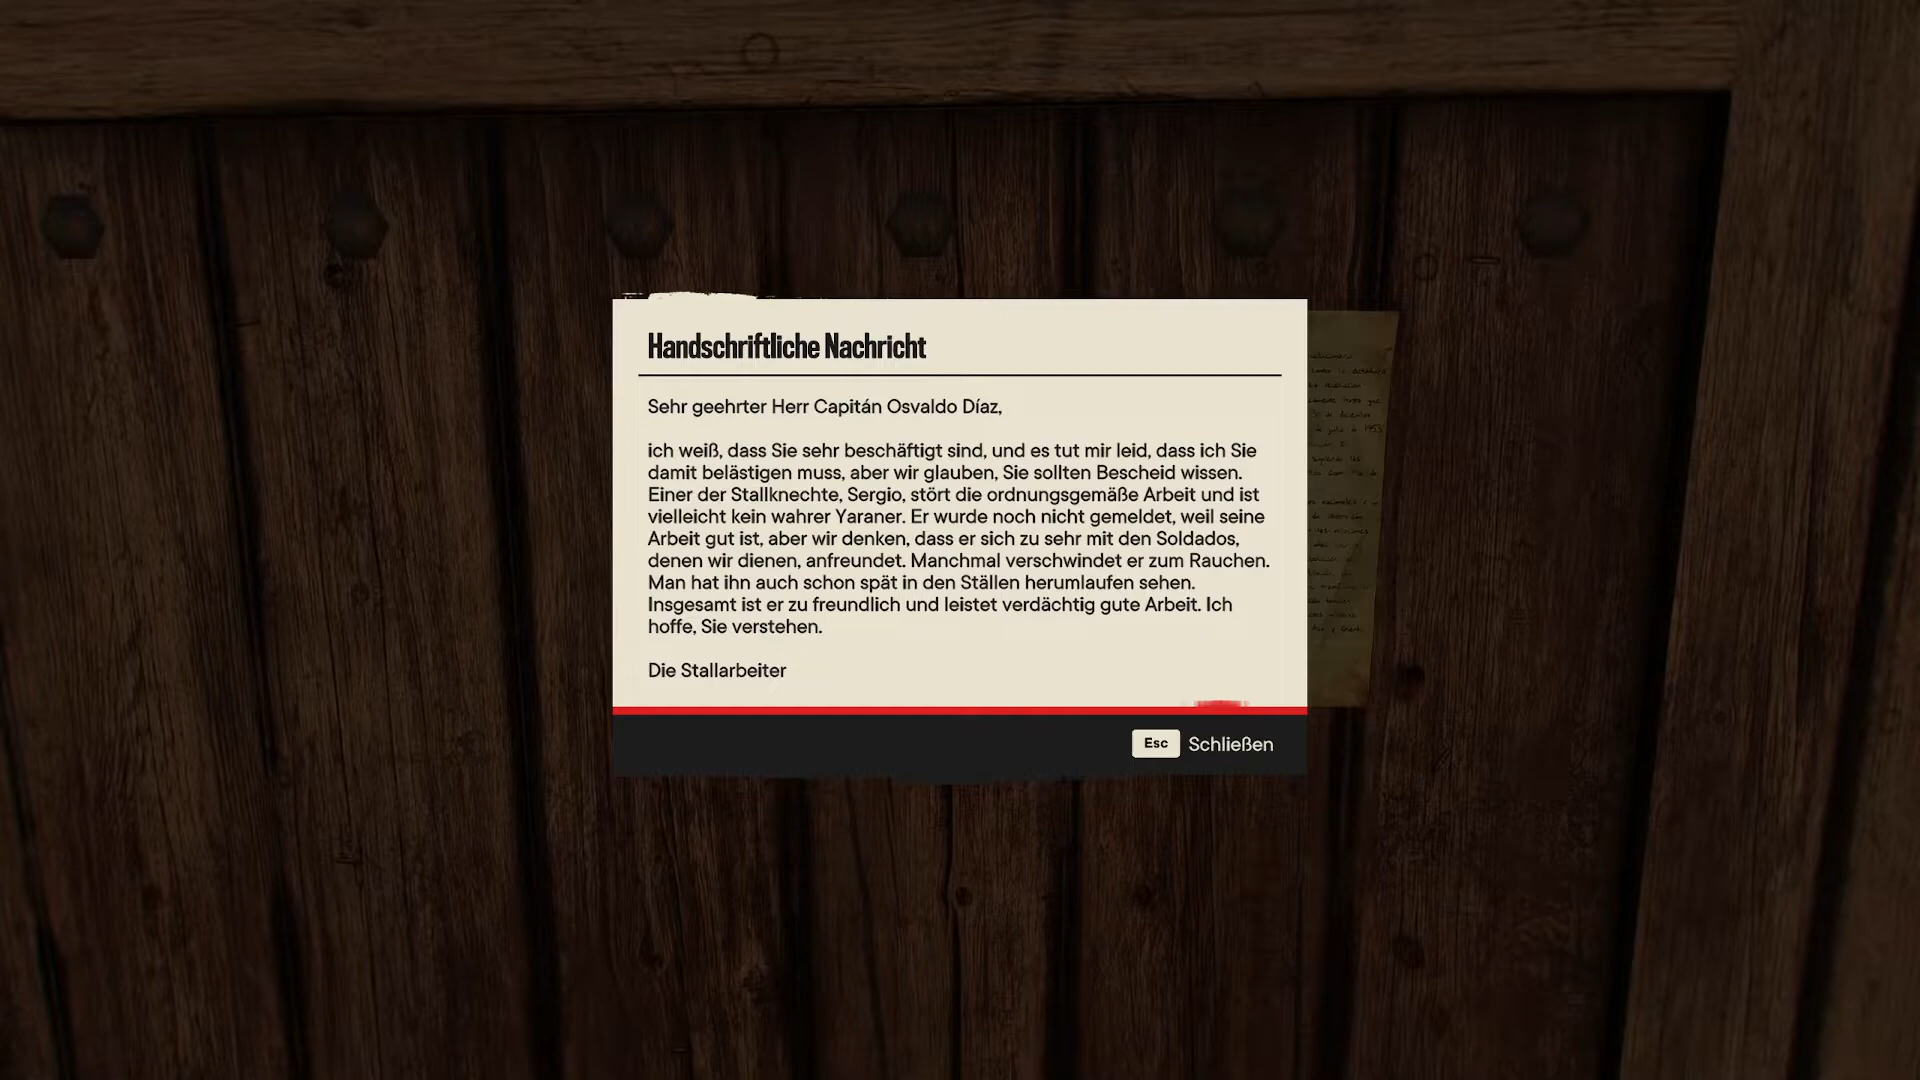 Handschriftliche Nachricht
Sehr geehrter Herr Capitán Osvaldo Díaz,
ich weiß, dass Sie sehr beschäftigt sind, und es tut mir leid, dass ich Sie
damit belästigen muss, aber wir glauben, Sie sollten Bescheid wissen.
Einer der Stallknechte, Sergio, stört die ordnungsgemäße Arbeit und ist
vielleicht kein wahrer Yaraner. Er wurde noch nicht gemeldet, weil seine
Arbeit gut ist, aber wir denken, dass er sich zu sehr mit den Soldados,
denen wir dienen, anfreundet. Manchmal verschwindet er zum Rauchen.
Man hat ihn auch schon spät in den Ställen herumlaufen sehen.
Insgesamt ist er zu freundlich und leistet verdächtig gute Arbeit. Ich
hoffe, Sie verstehen.
Die Stallarbeiter
Esc Schließen